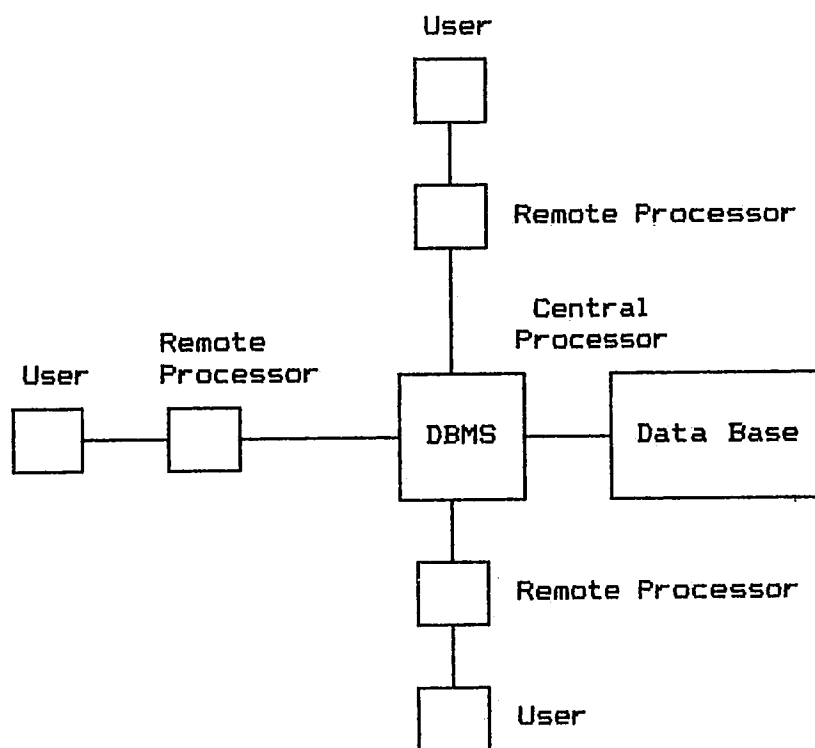 User
Remote Processor
Central
Processor
Remote
Processor
User
DBMS
Data Base
Remote Processor
User